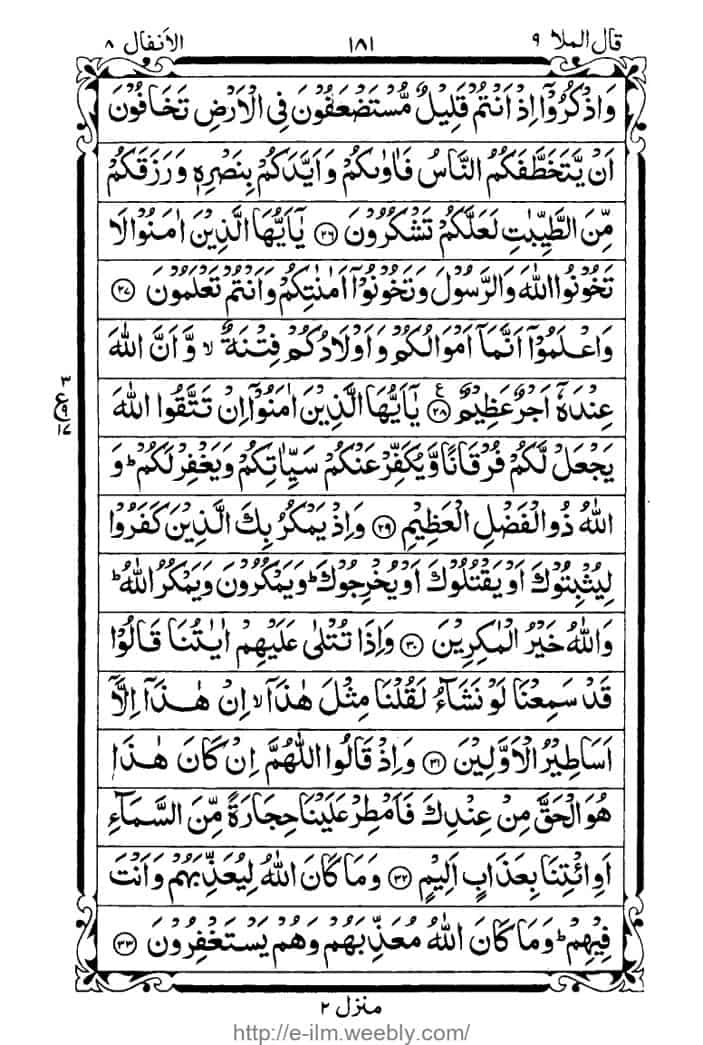 قال الملا ٩ ١٨١ الأنفال ٨
وَاذْكُرُوْٓا اِذْ اَنْتُمْ قَلِيْلٌ مُّسْتَضْعَفُوْنَ فِى الْاَرْضِ تَخَافُوْنَ
اَنْ يَّتَخَطَّفَكُمُ النَّاسُ فَاٰوٰىكُمْ وَاَيَّدَكُمْ بِنَصْرِهٖ وَرَزَقَكُمْ
مِّنَ الطَّيِّبٰتِ لَعَلَّكُمْ تَشْكُرُوْنَ ﴿٢٦﴾ يٰٓاَيُّهَا الَّذِيْنَ اٰمَنُوْا لَا
تَخُوْنُوا اللّٰهَ وَالرَّسُوْلَ وَتَخُوْنُوْٓا اَمٰنٰتِكُمْ وَاَنْتُمْ تَعْلَمُوْنَ ﴿٢٧﴾
وَاعْلَمُوْٓا اَنَّمَآ اَمْوَالُكُمْ وَاَوْلَادُكُمْ فِتْنَةٌ ۙ وَّاَنَّ اللّٰهَ
عِنْدَهٗٓ اَجْرٌ عَظِيْمٌ ﴿٢٨﴾ ع يٰٓاَيُّهَا الَّذِيْنَ اٰمَنُوْٓا اِنْ تَتَّقُوا اللّٰهَ
٣ ع ٩ ١٧
يَجْعَلْ لَّكُمْ فُرْقَانًا وَّيُكَفِّرْ عَنْكُمْ سَيِّاٰتِكُمْ وَيَغْفِرْ لَكُمْ ؕ وَ
اللّٰهُ ذُو الْفَضْلِ الْعَظِيْمِ ﴿٢٩﴾ وَاِذْ يَمْكُرُ بِكَ الَّذِيْنَ كَفَرُوْا
لِيُثْبِتُوْكَ اَوْ يَقْتُلُوْكَ اَوْ يُخْرِجُوْكَ ؕ وَيَمْكُرُوْنَ وَيَمْكُرُ اللّٰهُ ؕ
وَاللّٰهُ خَيْرُ الْمٰكِرِيْنَ ﴿٣٠﴾ وَاِذَا تُتْلٰى عَلَيْهِمْ اٰيٰتُنَا قَالُوْا
قَدْ سَمِعْنَا لَوْ نَشَآءُ لَقُلْنَا مِثْلَ هٰذَآ ۙ اِنْ هٰذَآ اِلَّآ
اَسَاطِيْرُ الْاَوَّلِيْنَ ﴿٣١﴾ وَاِذْ قَالُوا اللّٰهُمَّ اِنْ كَانَ هٰذَا
هُوَ الْحَقَّ مِنْ عِنْدِكَ فَاَمْطِرْ عَلَيْنَا حِجَارَةً مِّنَ السَّمَآءِ
اَوِ ائْتِنَا بِعَذَابٍ اَلِيْمٍ ﴿٣٢﴾ وَمَا كَانَ اللّٰهُ لِيُعَذِّبَهُمْ وَاَنْتَ
فِيْهِمْ ؕ وَمَا كَانَ اللّٰهُ مُعَذِّبَهُمْ وَهُمْ يَسْتَغْفِرُوْنَ ﴿٣٣﴾
منزل ٢
http://e-ilm.weebly.com/